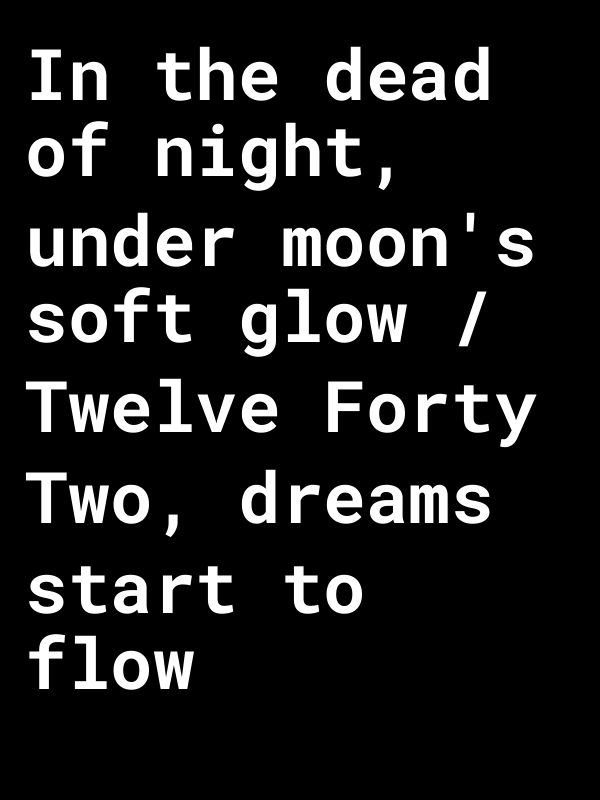 In the dead
of night,
under moon's
soft glow /
Twelve Forty
Two, dreams
start to
flow